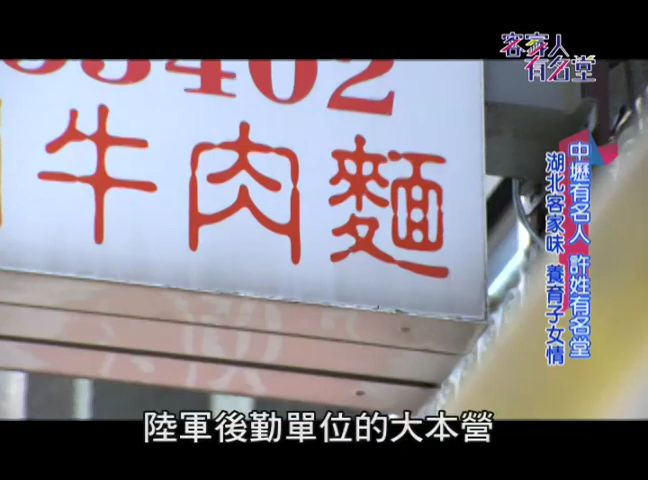 客客人
有名堂
3402
牛肉麵
中壢有名人 許姓有名堂
湖北客家味 養育子女情
陸軍後勤單位的大本營